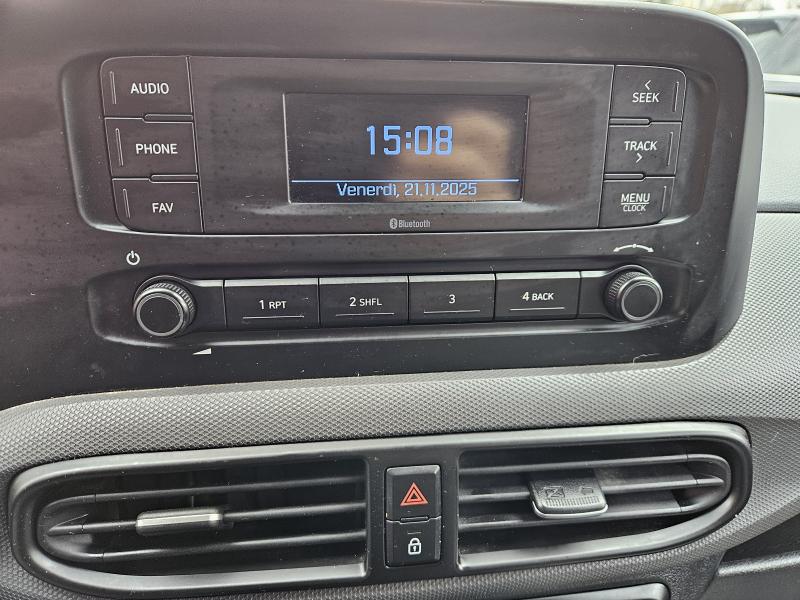 AUDIO
PHONE
FAV
15:08
Venerdì, 21.11.2025
Bluetooth
< SEEK
TRACK >
MENU
CLOCK
1 RPT
2 SHFL
3
4 BACK